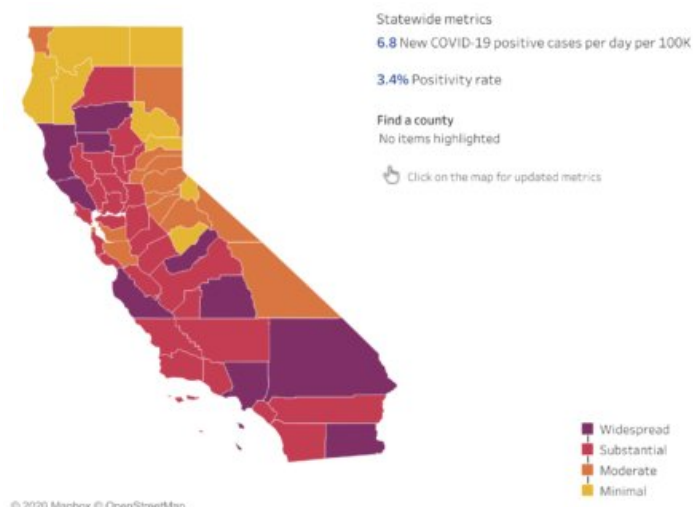 Statewide metrics
6.8 New COVID-19 positive cases per day per 100K
3.4% Positivity rate
Find a county
No items highlighted
Click on the map for updated metrics
Widespread
Substantial
Moderate
Minimal
© 2020 Mapbox © OpenStreetMap